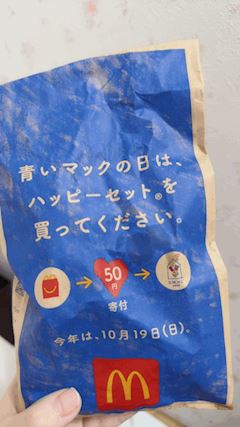 青いマックの日は、
ハッピーセット®を
買ってください。
50
円
寄付
今年は、10月19日(日)。